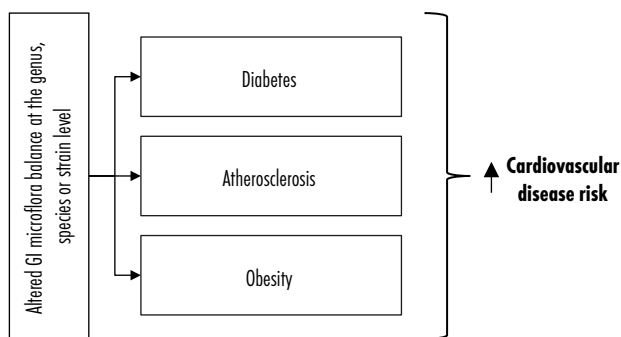 Altered GI microflora balance at the genus,
species or strain level
Diabetes
Atherosclerosis
Obesity
Cardiovascular
disease risk